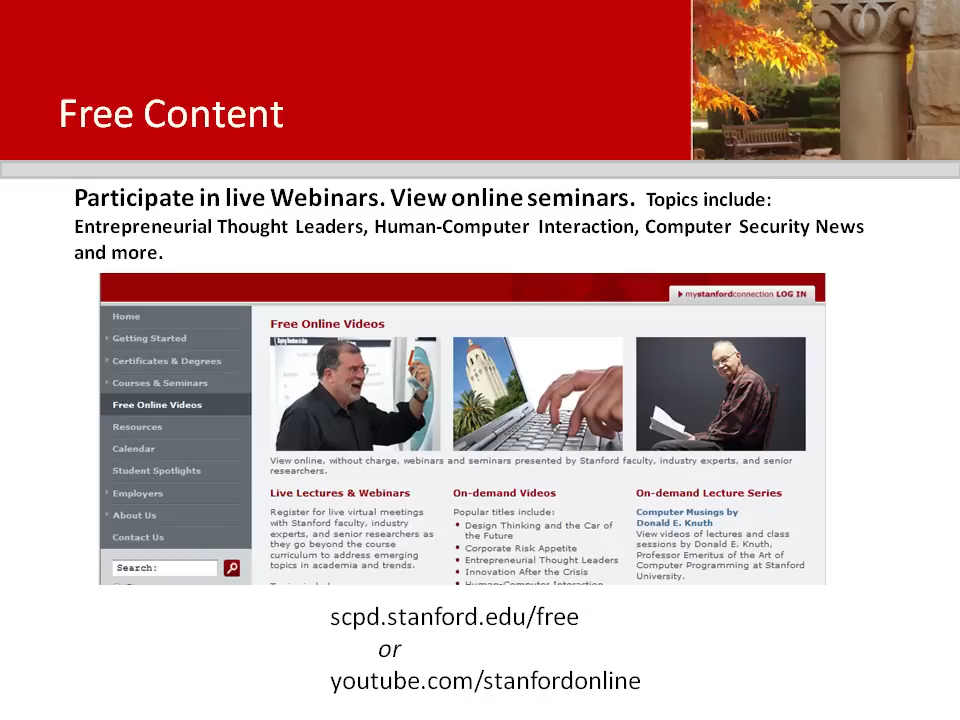 Free Content
Participate in live Webinars. View online seminars. Topics include:
Entrepreneurial Thought Leaders, Human-Computer Interaction, Computer Security News
and more.
mystanfordconnection LOG IN
Home
Getting Started
Certificates & Degrees
Courses & Seminars
Free Online Videos
Resources
Calendar
Student Spotlights
Employers
About Us
Contact Us
Search:
Free Online Videos
View online, without charge, webinars and seminars presented by Stanford faculty, industry experts, and senior
researchers.
Live Lectures & Webinars
Register for live virtual meetings
with Stanford faculty, industry
experts, and senior researchers as
they go beyond the course
curriculum to address emerging
topics in academia and trends.
On-demand Videos
Popular titles include:
Design Thinking and the Car of
the Future
Corporate Risk Appetite
Entrepreneurial Thought Leaders
Innovation After the Crisis
Human-Computer Interaction
On-demand Lecture Series
Computer Musings by
Donald E. Knuth
View videos of lectures and class
sessions by Donald E. Knuth,
Professor Emeritus of the Art of
Computer Programming at Stanford
University.
scpd.stanford.edu/free
or
youtube.com/stanfordonline